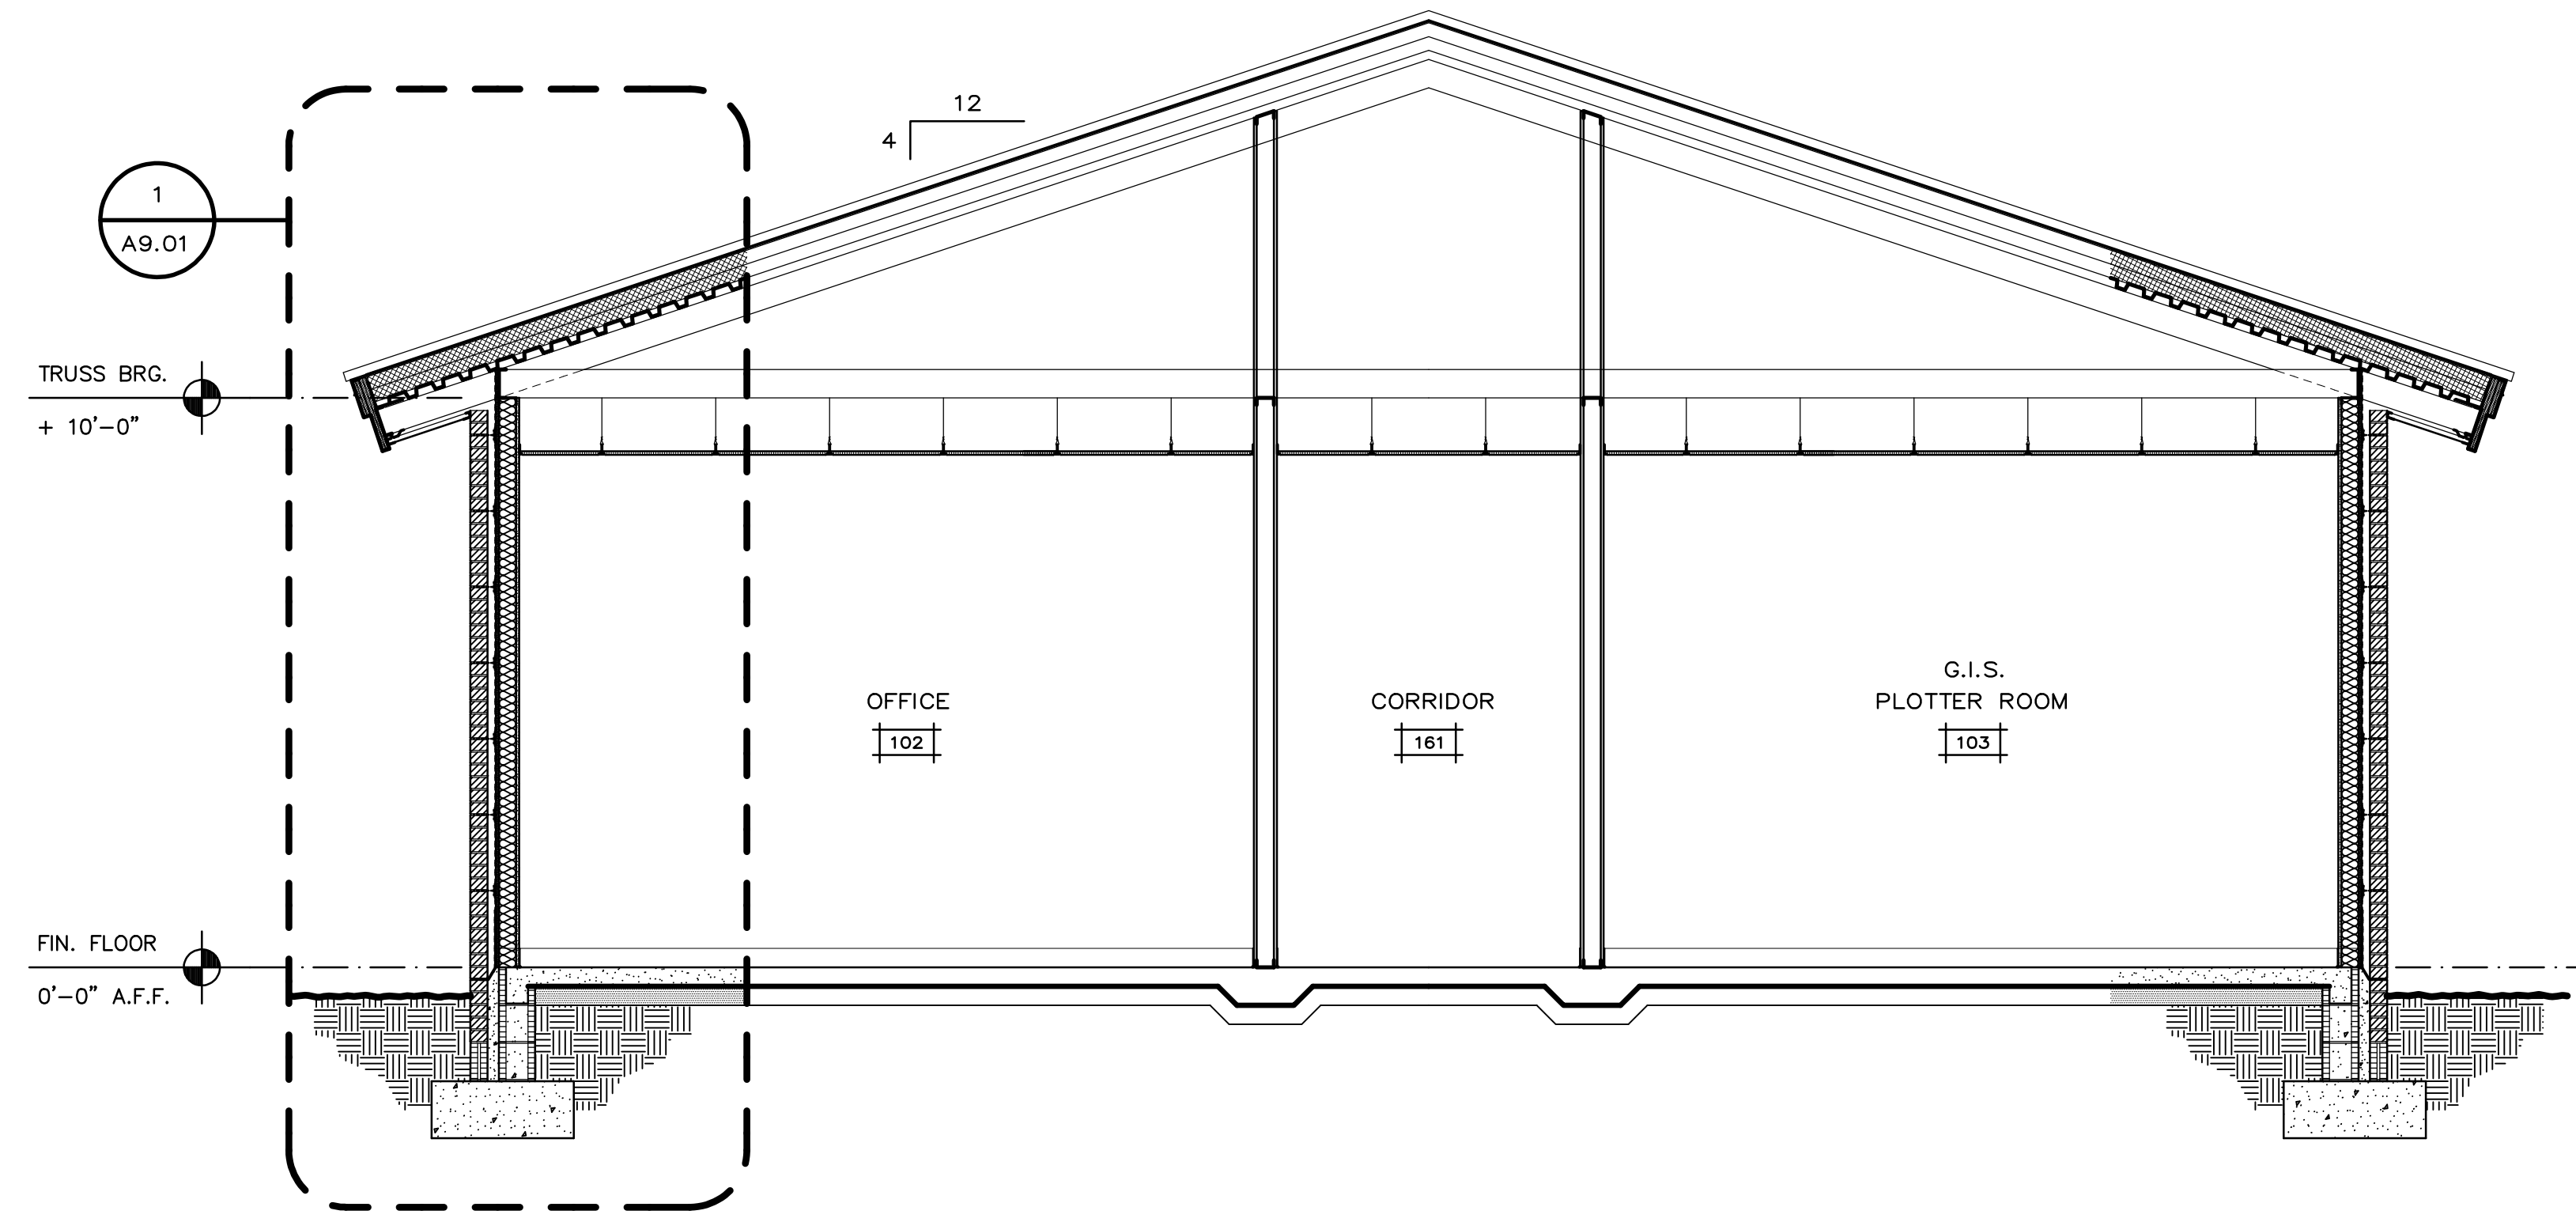 12
4
1
A9.01
TRUSS BRG.
+ 10'-0"
OFFICE
102
CORRIDOR
161
G.I.S.
PLOTTER ROOM
103
FIN. FLOOR
0'-0" A.F.F.